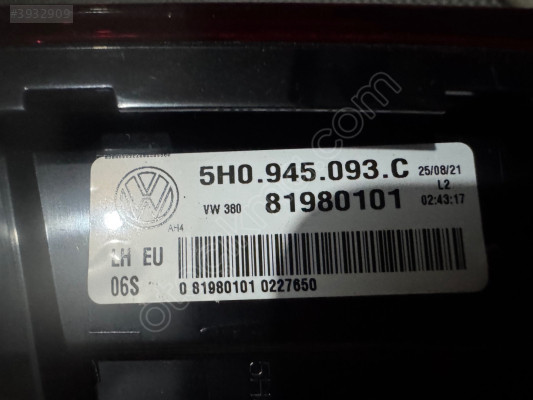 #3932909
5H0.945.093.C 25/08/21
L2
VW 380 81980101 02:43:17
AH4
LH EU
06S 0 81980101 0227650